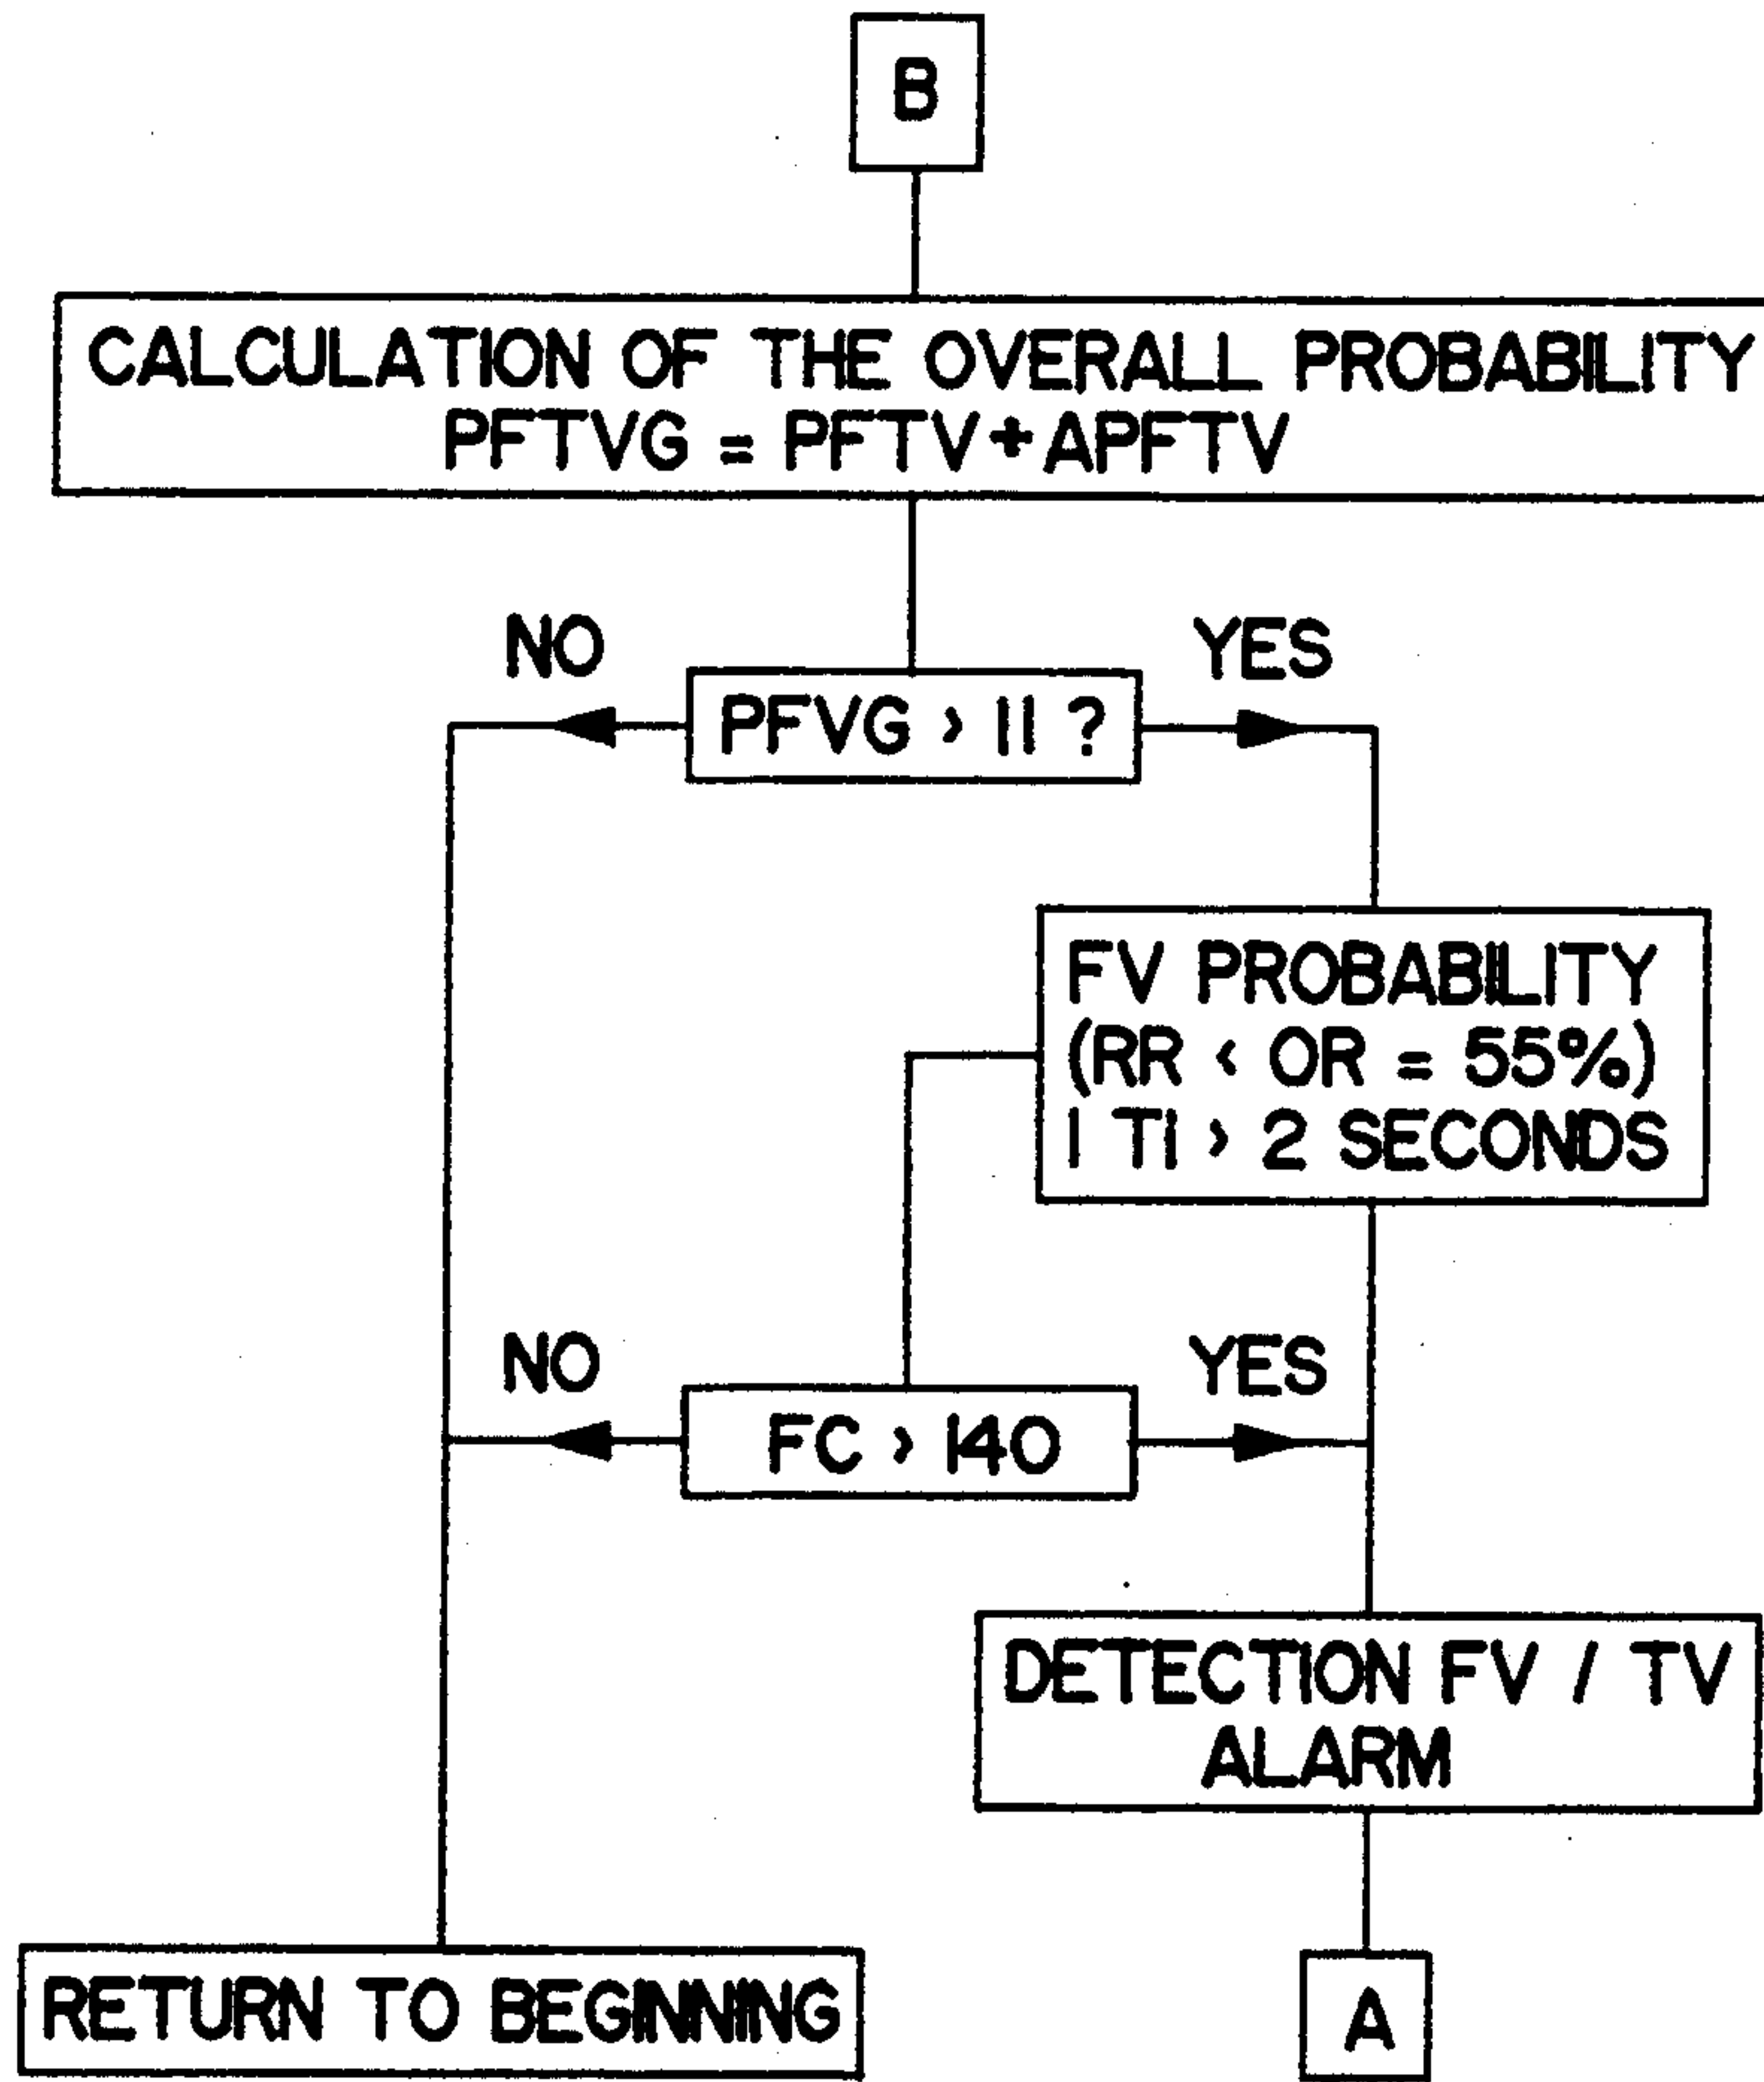 B
CALCULATION OF THE OVERALL PROBABILITY
PFTVG = PFTV+APFTV
NO
YES
PFVG > 11 ?
FV PROBABILITY
(RR < OR = 55%)
I TI > 2 SECONDS
NO
YES
FC > 140
DETECTION FV / TV
ALARM
RETURN TO BEGINNING
A